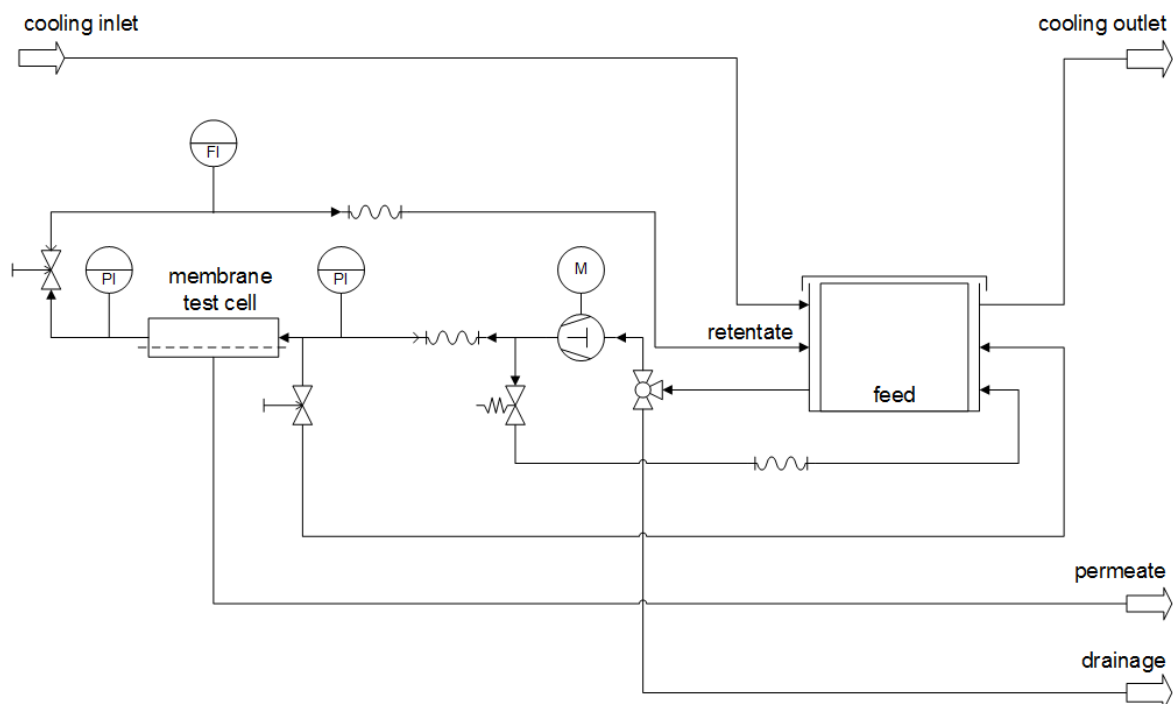 cooling inlet
cooling outlet
FI
PI
membrane
test cell
PI
M
retentate
feed
permeate
drainage